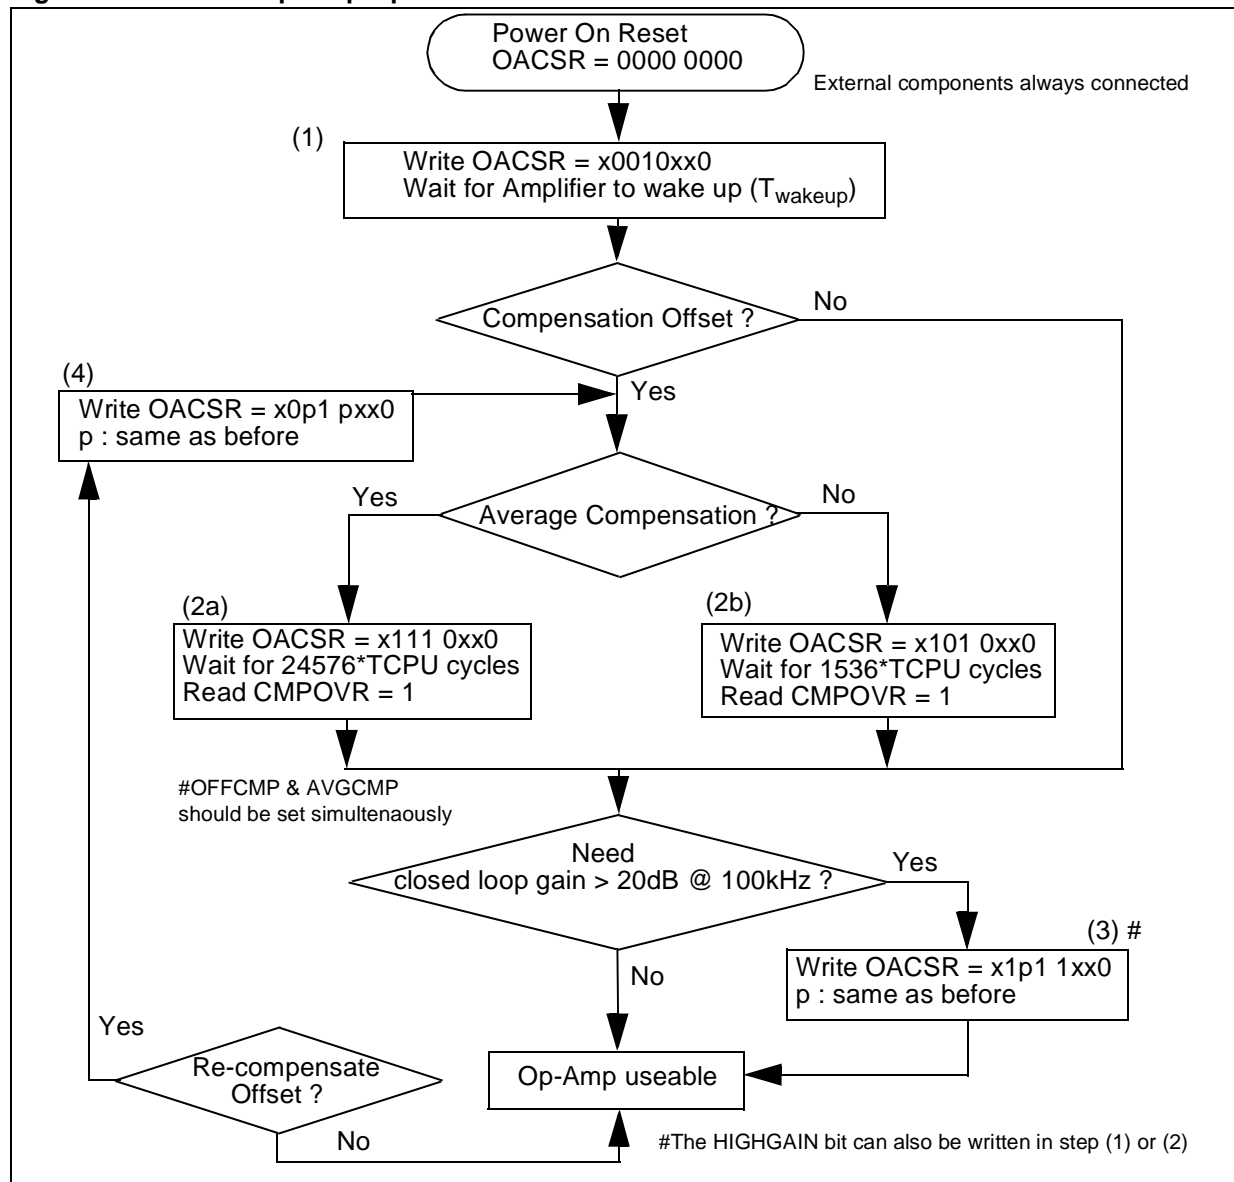 Power On Reset
OACSR = 0000 0000
External components always connected
(1)
Write OACSR = x0010xx0
Wait for Amplifier to wake up (Twakeup)
Compensation Offset ?
No
Yes
(4)
Write OACSR = x0p1 pxx0
p : same as before
Average Compensation ?
Yes
No
(2a)
Write OACSR = x111 0xx0
Wait for 24576*TCPU cycles
Read CMPOVR = 1
(2b)
Write OACSR = x101 0xx0
Wait for 1536*TCPU cycles
Read CMPOVR = 1
#OFFCMP & AVGCMP
should be set simultenaously
Need
closed loop gain > 20dB @ 100kHz ?
Yes
No
(3) #
Write OACSR = x1p1 1xx0
p : same as before
Yes
Re-compensate
Offset ?
No
Op-Amp useable
#The HIGHGAIN bit can also be written in step (1) or (2)